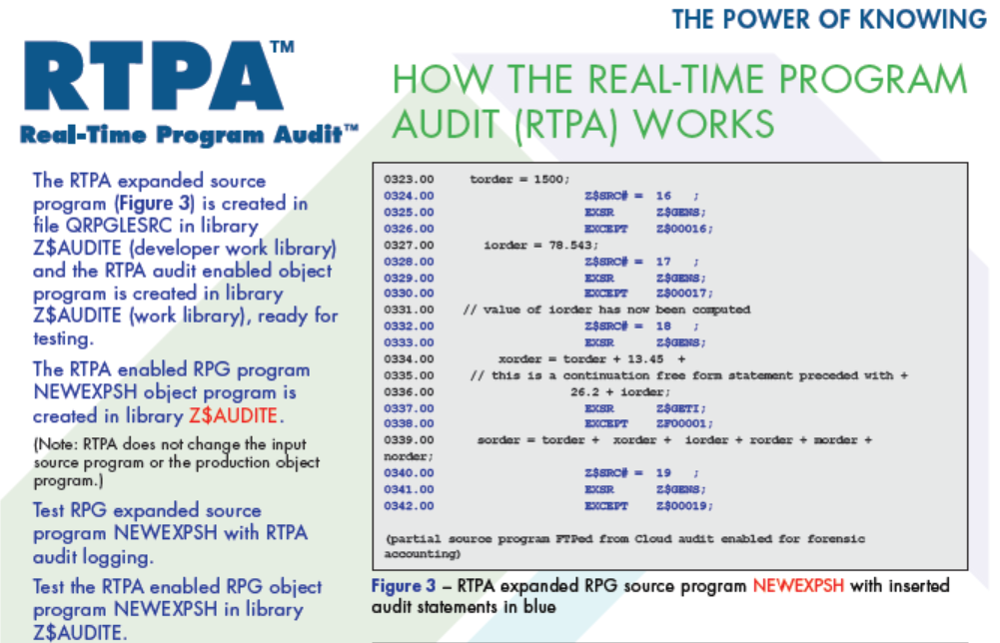 THE POWER OF KNOWING
RTPA™
Real-Time Program Audit™
The RTPA expanded source
program (Figure 3) is created in
file QRPGLESRC in library
Z$AUDITE (developer work library)
and the RTPA audit enabled object
program is created in library
Z$AUDITE (work library), ready for
testing.
The RTPA enabled RPG program
NEWEXPSH object program is
created in library Z$AUDITE.
(Note: RTPA does not change the input
source program or the production object
program.)
Test RPG expanded source
program NEWEXPSH with RTPA
audit logging.
Test the RTPA enabled RPG object
program NEWEXPSH in library
Z$AUDITE.
HOW THE REAL-TIME PROGRAM
AUDIT (RTPA) WORKS
0323.00 torder = 1500;
0324.00 Z$SRC# = 16 ;
0325.00 EXSR Z$GENS;
0326.00 EXCEPT Z$00016;
0327.00 iorder = 78.543;
0328.00 Z$SRC# = 17 ;
0329.00 EXSR Z$GENS;
0330.00 EXCEPT Z$00017;
0331.00 // value of iorder has now been computed
0332.00 Z$SRC# = 18 ;
0333.00 EXSR Z$GENS;
0334.00 xorder = torder + 13.45 +
0335.00 // this is a continuation free form statement preceded with +
0336.00 26.2 + iorder;
0337.00 EXSR Z$GETI;
0338.00 EXCEPT ZF00001;
0339.00 sorder = torder + xorder + iorder + rorder + morder +
norder;
0340.00 Z$SRC# = 19 ;
0341.00 EXSR Z$GENS;
0342.00 EXCEPT Z$00019;
(partial source program FTPed from Cloud audit enabled for forensic
accounting)
Figure 3 – RTPA expanded RPG source program NEWEXPSH with inserted
audit statements in blue